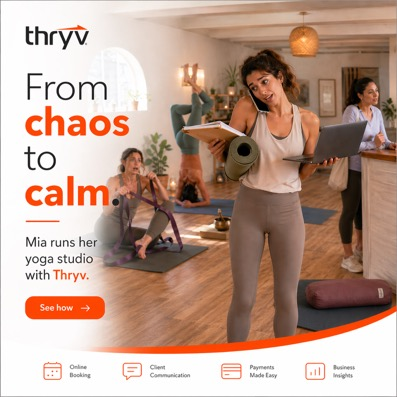 thryv
From
chaos
to
calm.
Mia runs her
yoga studio
with Thryv.
See how →
Online
Booking
Client
Communication
Payments
Made Easy
Business
Insights